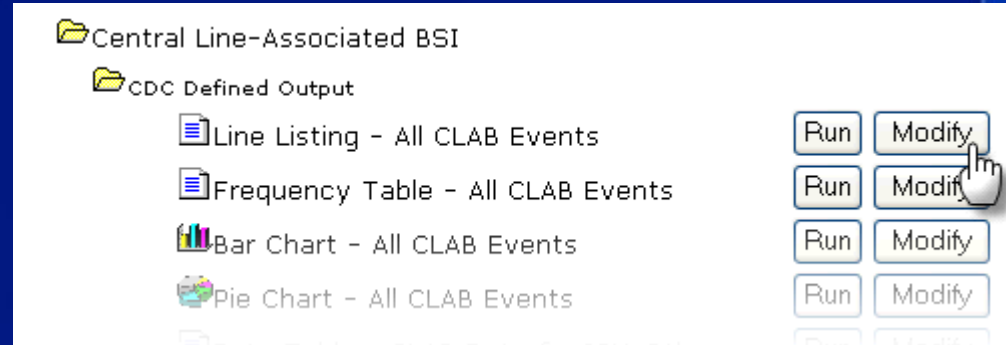 Central Line-Associated BSI
CDC Defined Output
Line Listing - All CLAB Events Run Modify
Frequency Table - All CLAB Events Run Modify
Bar Chart - All CLAB Events Run Modify
Pie Chart - All CLAB Events Run Modify